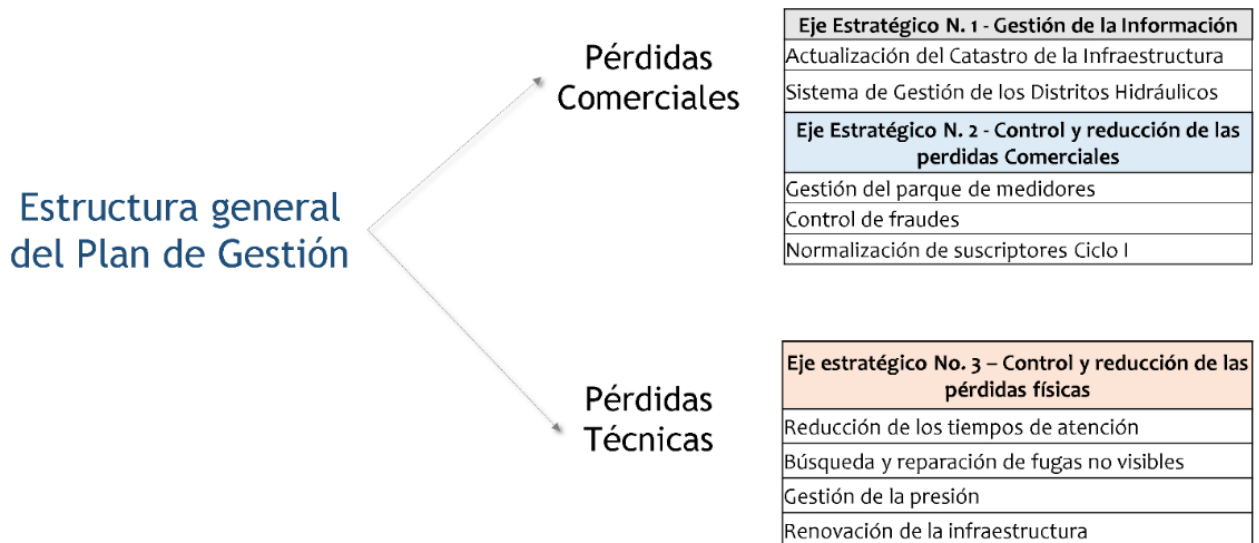 Estructura general
del Plan de Gestión
Pérdidas
Comerciales
Eje Estratégico N. 1 - Gestión de la Información
Actualización del Catastro de la Infraestructura
Sistema de Gestión de los Distritos Hidráulicos
Eje Estratégico N. 2 - Control y reducción de las
perdidas Comerciales
Gestión del parque de medidores
Control de fraudes
Normalización de suscriptores Ciclo I
Pérdidas
Técnicas
Eje estratégico No. 3 – Control y reducción de las
pérdidas físicas
Reducción de los tiempos de atención
Búsqueda y reparación de fugas no visibles
Gestión de la presión
Renovación de la infraestructura